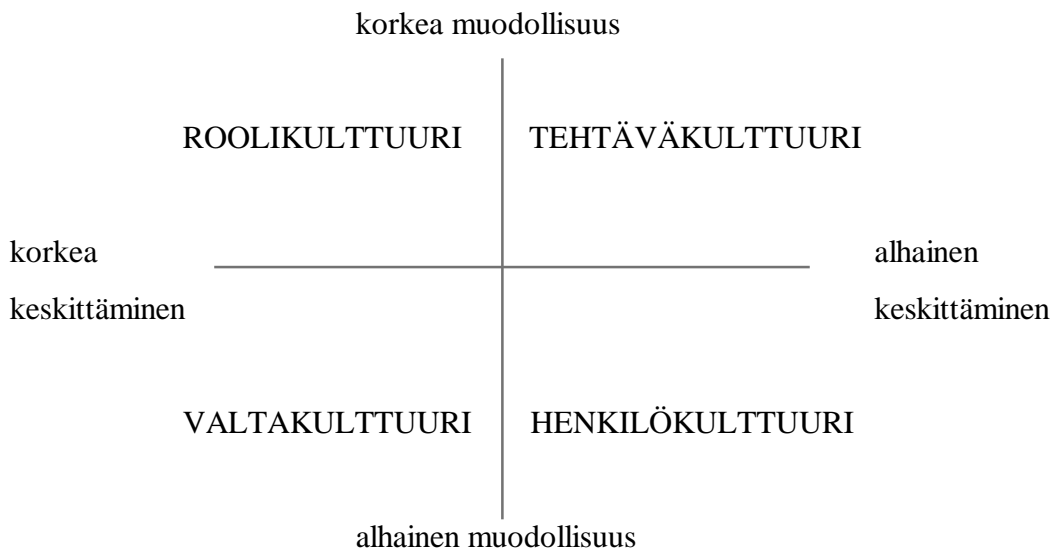 korkea muodollisuus
ROOLIKULTTUURI TEHTÄVÄKULTTUURI
korkea alhainen
keskittäminen keskittäminen
VALTAKULTTUURI HENKILÖKULTTUURI
alhainen muodollisuus